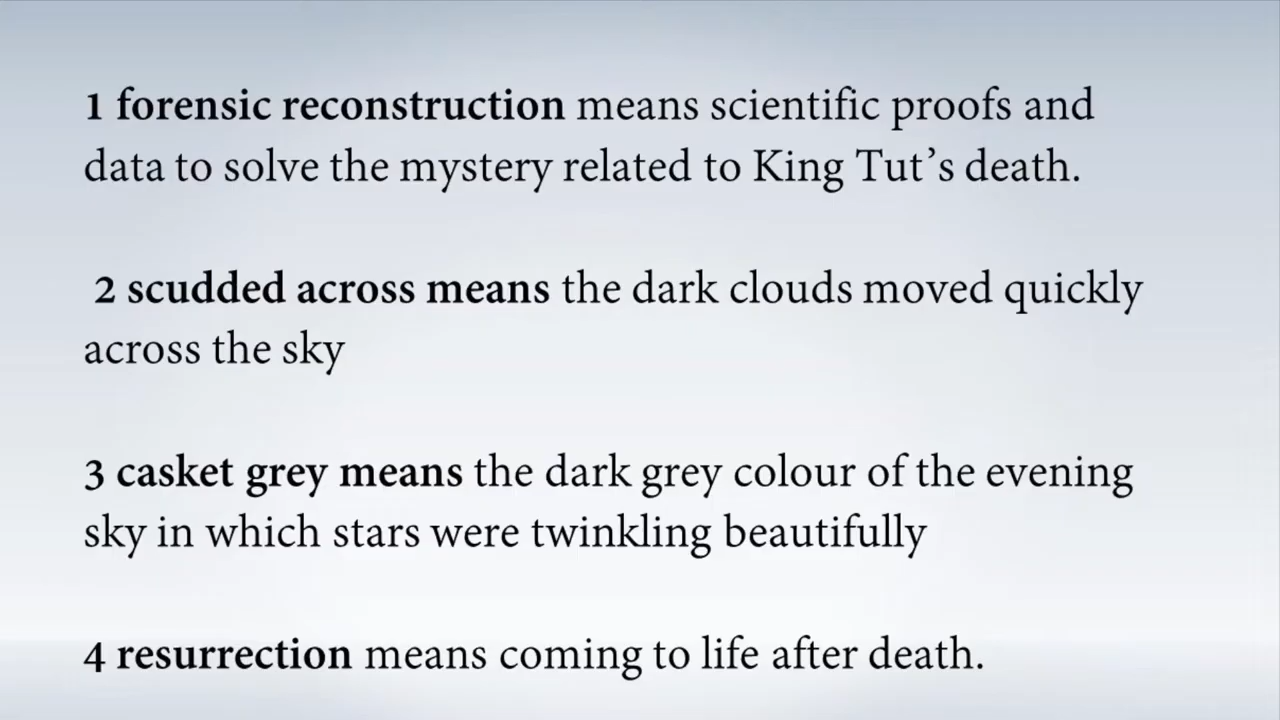 1 forensic reconstruction means scientific proofs and
data to solve the mystery related to King Tut’s death.
2 scudded across means the dark clouds moved quickly
across the sky
3 casket grey means the dark grey colour of the evening
sky in which stars were twinkling beautifully
4 resurrection means coming to life after death.